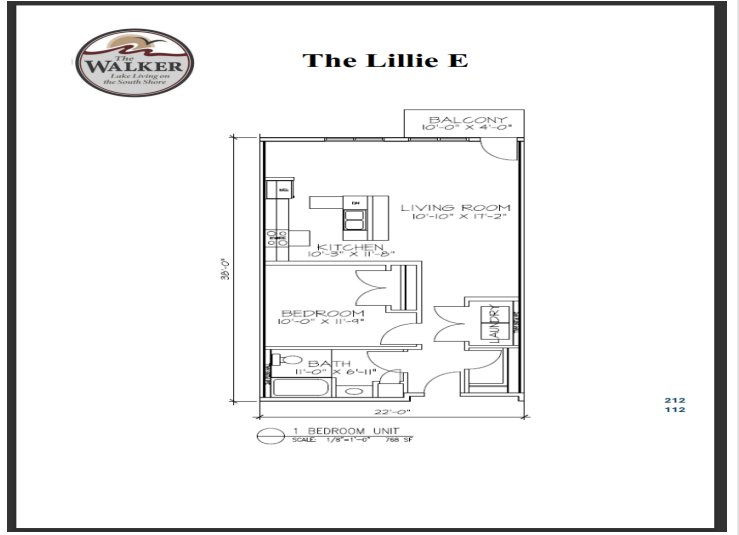 The
WALKER
Lake Living on
the South Shore
The Lillie E
BALCONY
10'-0" X 4'-0"
LIVING ROOM
10'-10" X 17'-2"
DW
KITCHEN
10'-3" X 11'-8"
38'-0"
BEDROOM
10'-0" X 11'-9"
LAUNDRY
BATH
11'-0" X 6'-11"
22'-0"
212
112
1 BEDROOM UNIT
SCALE: 1/8"=1'-0" 768 SF